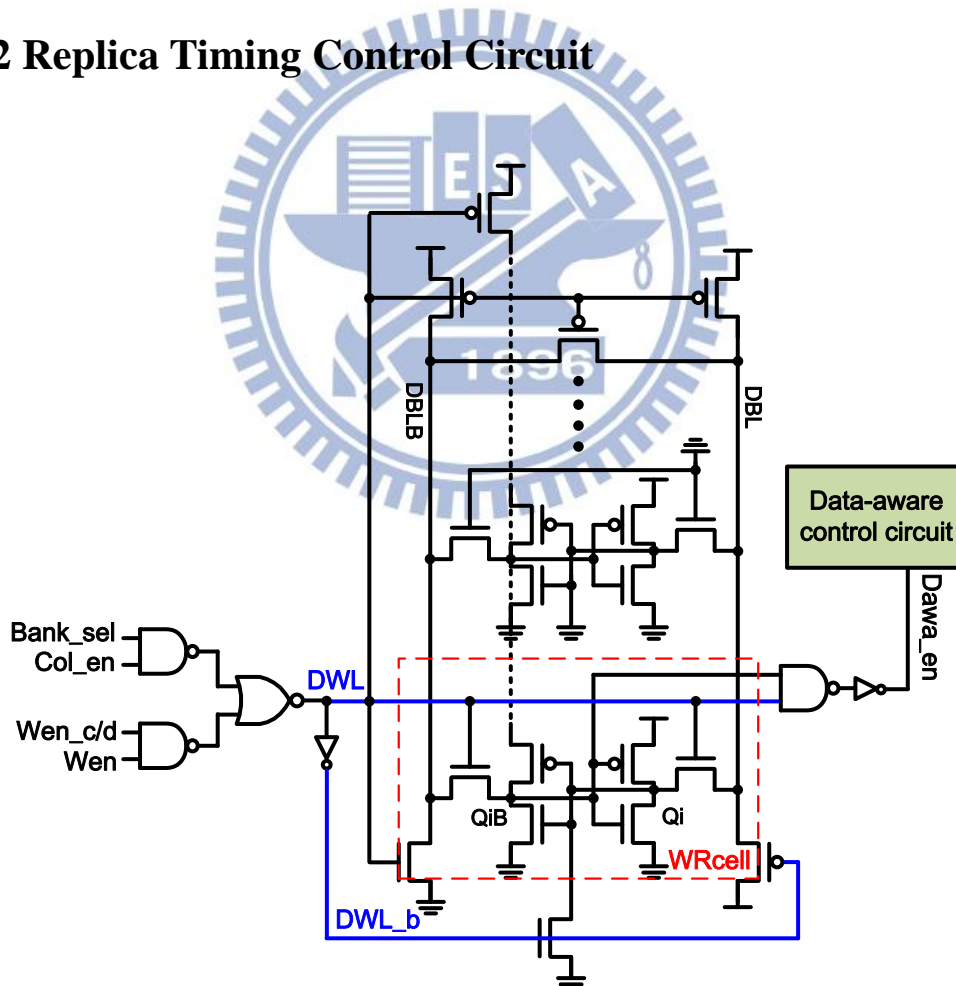 2 Replica Timing Control Circuit
E S A
1896
DBLB
DBL
Data-aware
control circuit
Dawa_en
Bank_sel
Col_en
DWL
Wen_c/d
Wen
QiB
Qi
WRcell
DWL_b